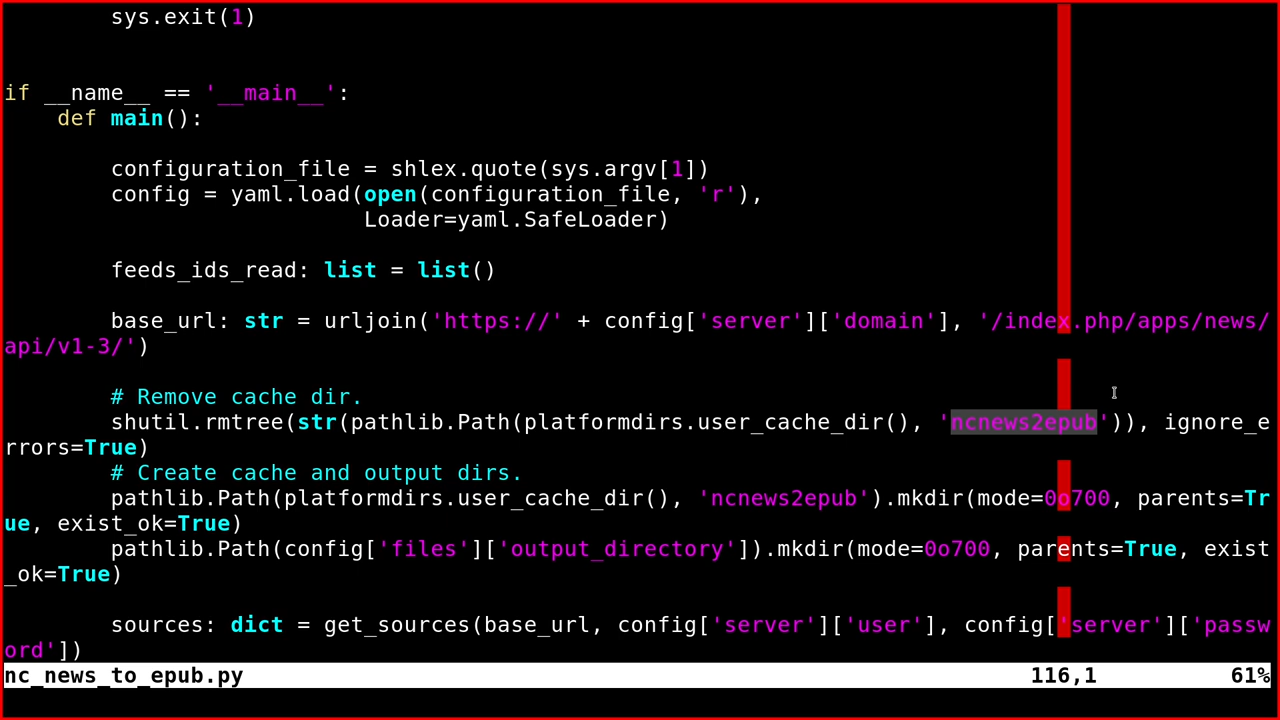 sys.exit(1)
if __name__ == '__main__':
def main():
configuration_file = shlex.quote(sys.argv[1])
config = yaml.load(open(configuration_file, 'r'),
Loader=yaml.SafeLoader)
feeds_ids_read: list = list()
base_url: str = urljoin('https://' + config['server']['domain'], '/index.php/apps/news/
api/v1-3/')
# Remove cache dir.
shutil.rmtree(str(pathlib.Path(platformdirs.user_cache_dir(), 'ncnews2epub')), ignore_e
rrors=True)
# Create cache and output dirs.
pathlib.Path(platformdirs.user_cache_dir(), 'ncnews2epub').mkdir(mode=0o700, parents=Tr
ue, exist_ok=True)
pathlib.Path(config['files']['output_directory']).mkdir(mode=0o700, parents=True, exist
_ok=True)
sources: dict = get_sources(base_url, config['server']['user'], config['server']['passw
ord'])
nc_news_to_epub.py 116,1 61%